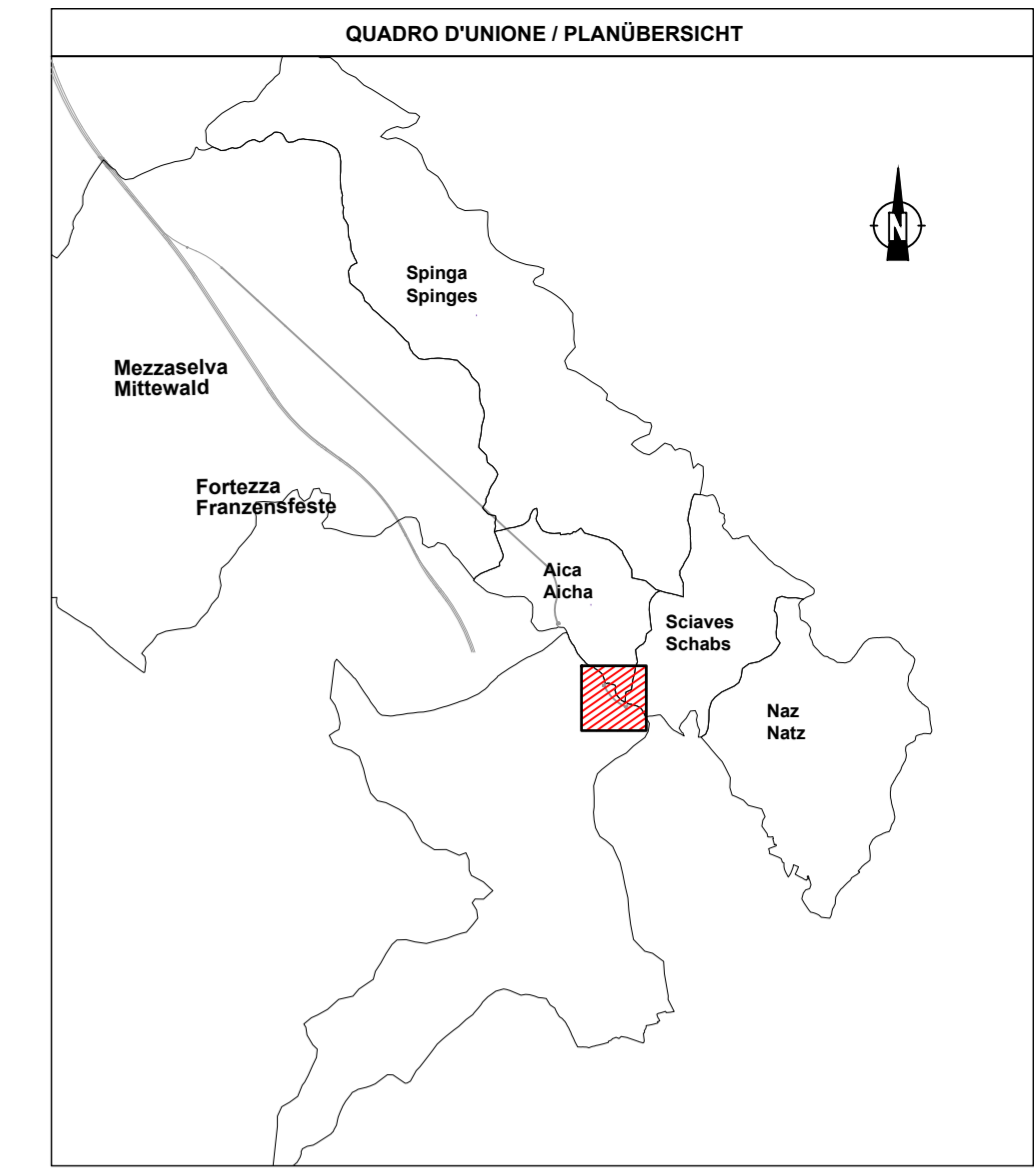 QUADRO D'UNIONE / PLANÜBERSICHT
N
Spinga
Spinges
Mezzaselva
Mittewald
Fortezza
Franzensfeste
Aica
Aicha
Sciaves
Schabs
Naz
Natz